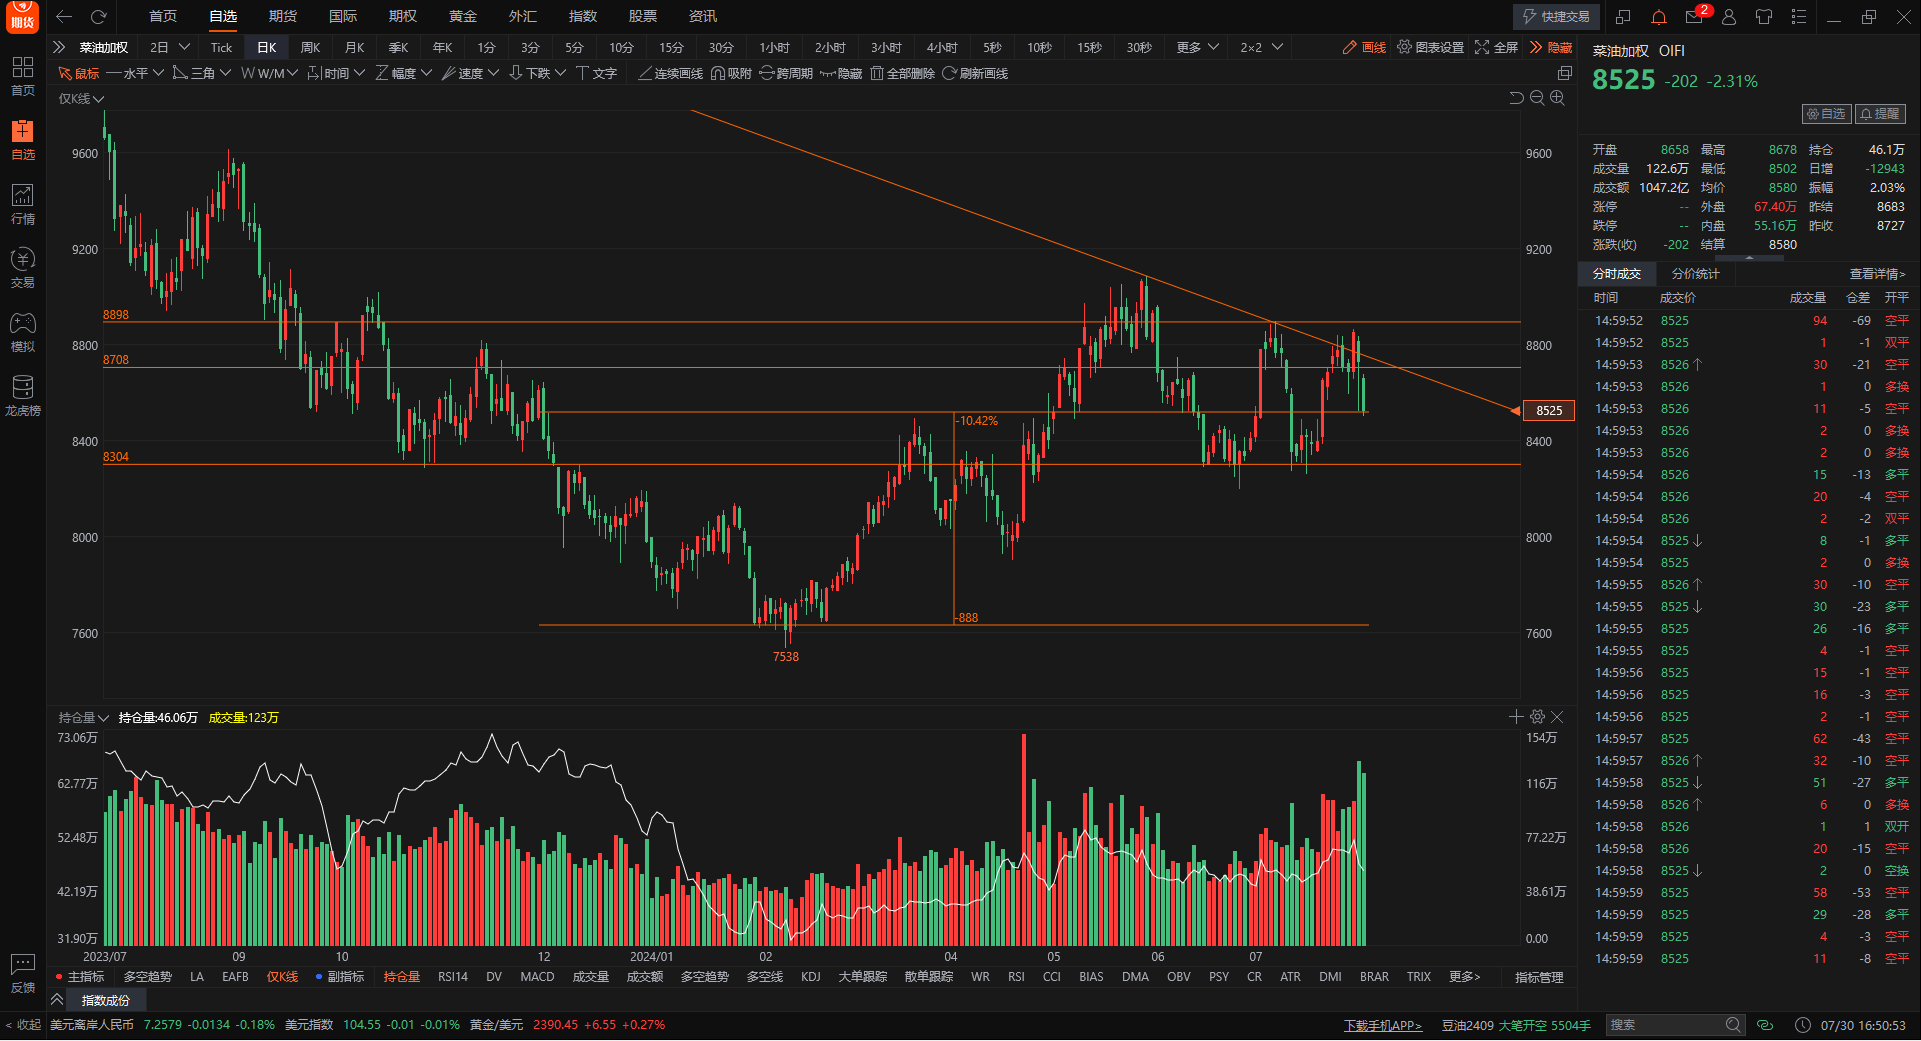 期货
首页 自选 期货 国际 期权 黄金 外汇 指数 股票 资讯
快捷交易 2
菜油加权 2日 Tick 日K 周K 月K 季K 年K 1分 3分 5分 10分 15分 30分 1小时 2小时 3小时 4小时 5秒 10秒 15秒 30秒 更多 2×2 画线 图表设置 全屏 隐藏
鼠标 水平 三角 W/M 时间 幅度 速度 下跌 文字 连续画线 吸附 跨周期 隐藏 全部删除 刷新画线
仅K线
首页
自选
行情
交易
模拟
龙虎榜
反馈
9600 9600
9200 9200
8898
8800 8800
8708
8525
-10.42%
8400 8400
8304
8000 8000
-888
7600 7600
7538
持仓量 持仓量:46.06万 成交量:123万
73.06万 154万
62.77万 116万
52.48万 77.22万
42.19万 38.61万
31.90万 0.00
2023/07 09 10 12 2024/01 02 04 05 06 07
主指标 多空趋势 LA EAFB 仅K线 副指标 持仓量 RSI14 DV MACD 成交量 成交额 多空趋势 多空线 KDJ 大单跟踪 散单跟踪 WR RSI CCI BIAS DMA OBV PSY CR ATR DMI BRAR TRIX 更多> 指标管理
指数成份
< 收起 美元离岸人民币 7.2579 -0.0134 -0.18% 美元指数 104.55 -0.01 -0.01% 黄金/美元 2390.45 +6.55 +0.27% 下载手机APP> 豆油2409 大笔开空 5504手 搜索 07/30 16:50:53
菜油加权 OIFI
8525 -202 -2.31%
自选 提醒
开盘 8658 最高 8678 持仓 46.1万
成交量 122.6万 最低 8502 日增 -12943
成交额 1047.2亿 均价 8580 振幅 2.03%
涨停 -- 外盘 67.40万 昨结 8683
跌停 -- 内盘 55.16万 昨收 8727
涨跌(收) -202 结算 8580
分时成交 分价统计 查看详情>
时间 成交价 成交量 仓差 开平
14:59:52 8525 94 -69 空平
14:59:52 8525 1 -1 双平
14:59:53 8526↑ 30 -21 空平
14:59:53 8526 1 0 多换
14:59:53 8526 11 -5 空平
14:59:53 8526 2 0 多换
14:59:53 8526 2 0 多换
14:59:54 8526 15 -13 多平
14:59:54 8526 20 -4 空平
14:59:54 8526 2 -2 双平
14:59:54 8525↓ 8 -1 多平
14:59:54 8525 2 0 多换
14:59:55 8526↑ 30 -10 空平
14:59:55 8525↓ 30 -23 多平
14:59:55 8525 26 -16 多平
14:59:55 8525 4 -1 空平
14:59:56 8525 15 -1 空平
14:59:56 8525 16 -3 空平
14:59:56 8525 2 -1 空平
14:59:57 8525 62 -43 空平
14:59:57 8526↑ 32 -10 空平
14:59:58 8525↓ 51 -27 多平
14:59:58 8526↑ 6 0 多换
14:59:58 8526 1 1 双开
14:59:58 8526 20 -15 空平
14:59:58 8525↓ 2 0 空换
14:59:59 8525 58 -53 空平
14:59:59 8525 29 -28 多平
14:59:59 8525 4 -3 空平
14:59:59 8525 11 -8 空平